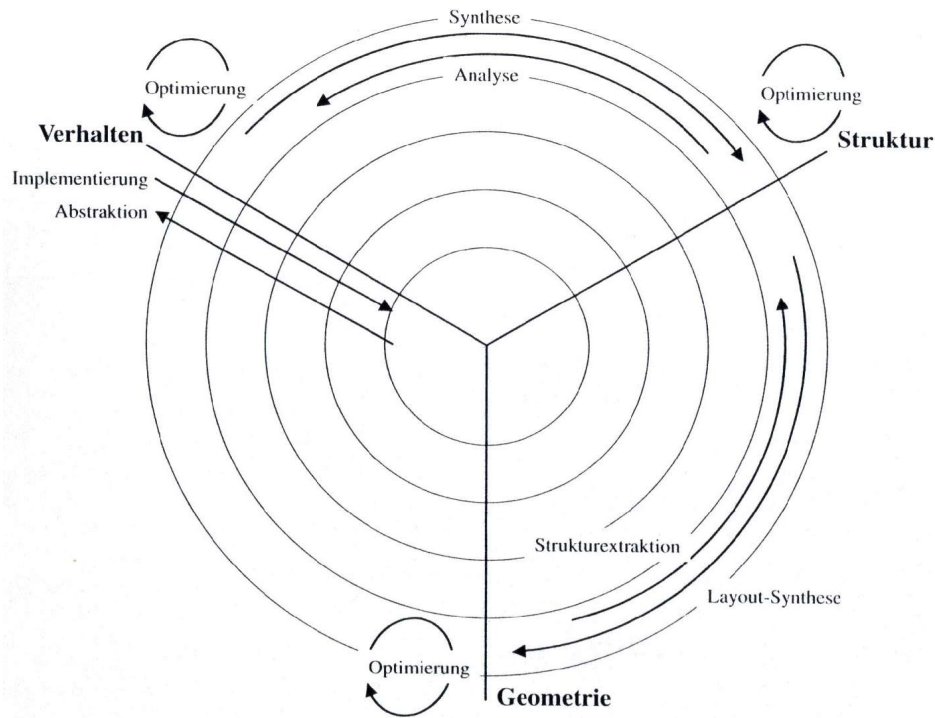 Synthese
Analyse
Optimierung
Optimierung
Verhalten
Struktur
Implementierung
Abstraktion
Strukturextraktion
Layout-Synthese
Optimierung
Geometrie